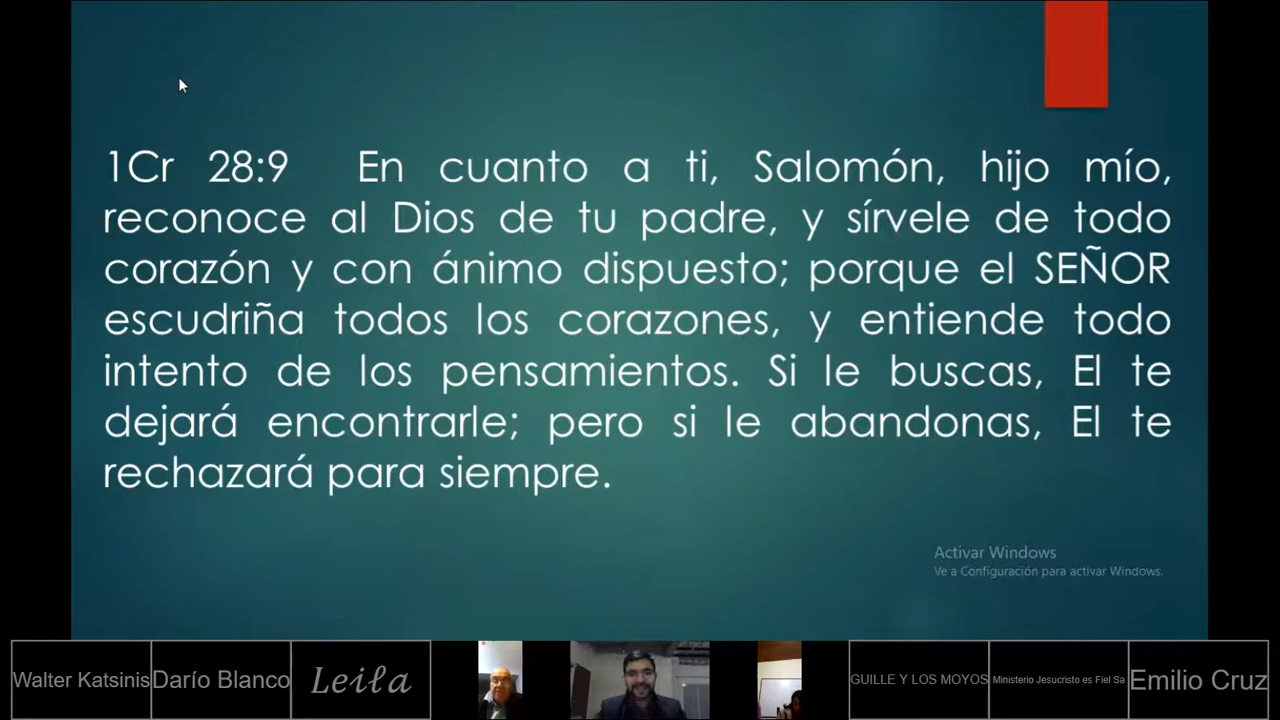 1Cr 28:9 En cuanto a ti, Salomón, hijo mío,
reconoce al Dios de tu padre, y sírvele de todo
corazón y con ánimo dispuesto; porque el SEÑOR
escudriña todos los corazones, y entiende todo
intento de los pensamientos. Si le buscas, El te
dejará encontrarle; pero si le abandonas, El te
rechazará para siempre.
Activar Windows
Ve a Configuración para activar Windows.
Walter Katsinis
Darío Blanco
Leila
GUILLE Y LOS MOYOS
Ministerio Jesucristo es Fiel Sa
Emilio Cruz